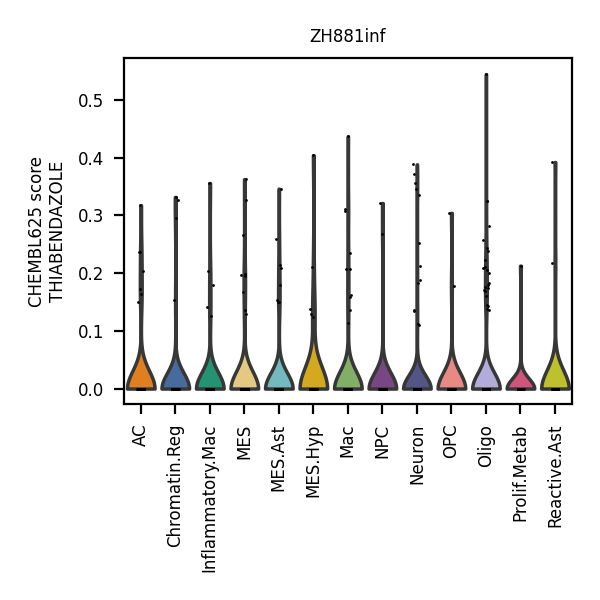 ZH881inf
CHEMBL625 score
THIABENDAZOLE
0.5
0.4
0.3
0.2
0.1
0.0
AC
Chromatin.Reg
Inflammatory.Mac
MES
MES.Ast
MES.Hyp
Mac
NPC
Neuron
OPC
Oligo
Prolif.Metab
Reactive.Ast